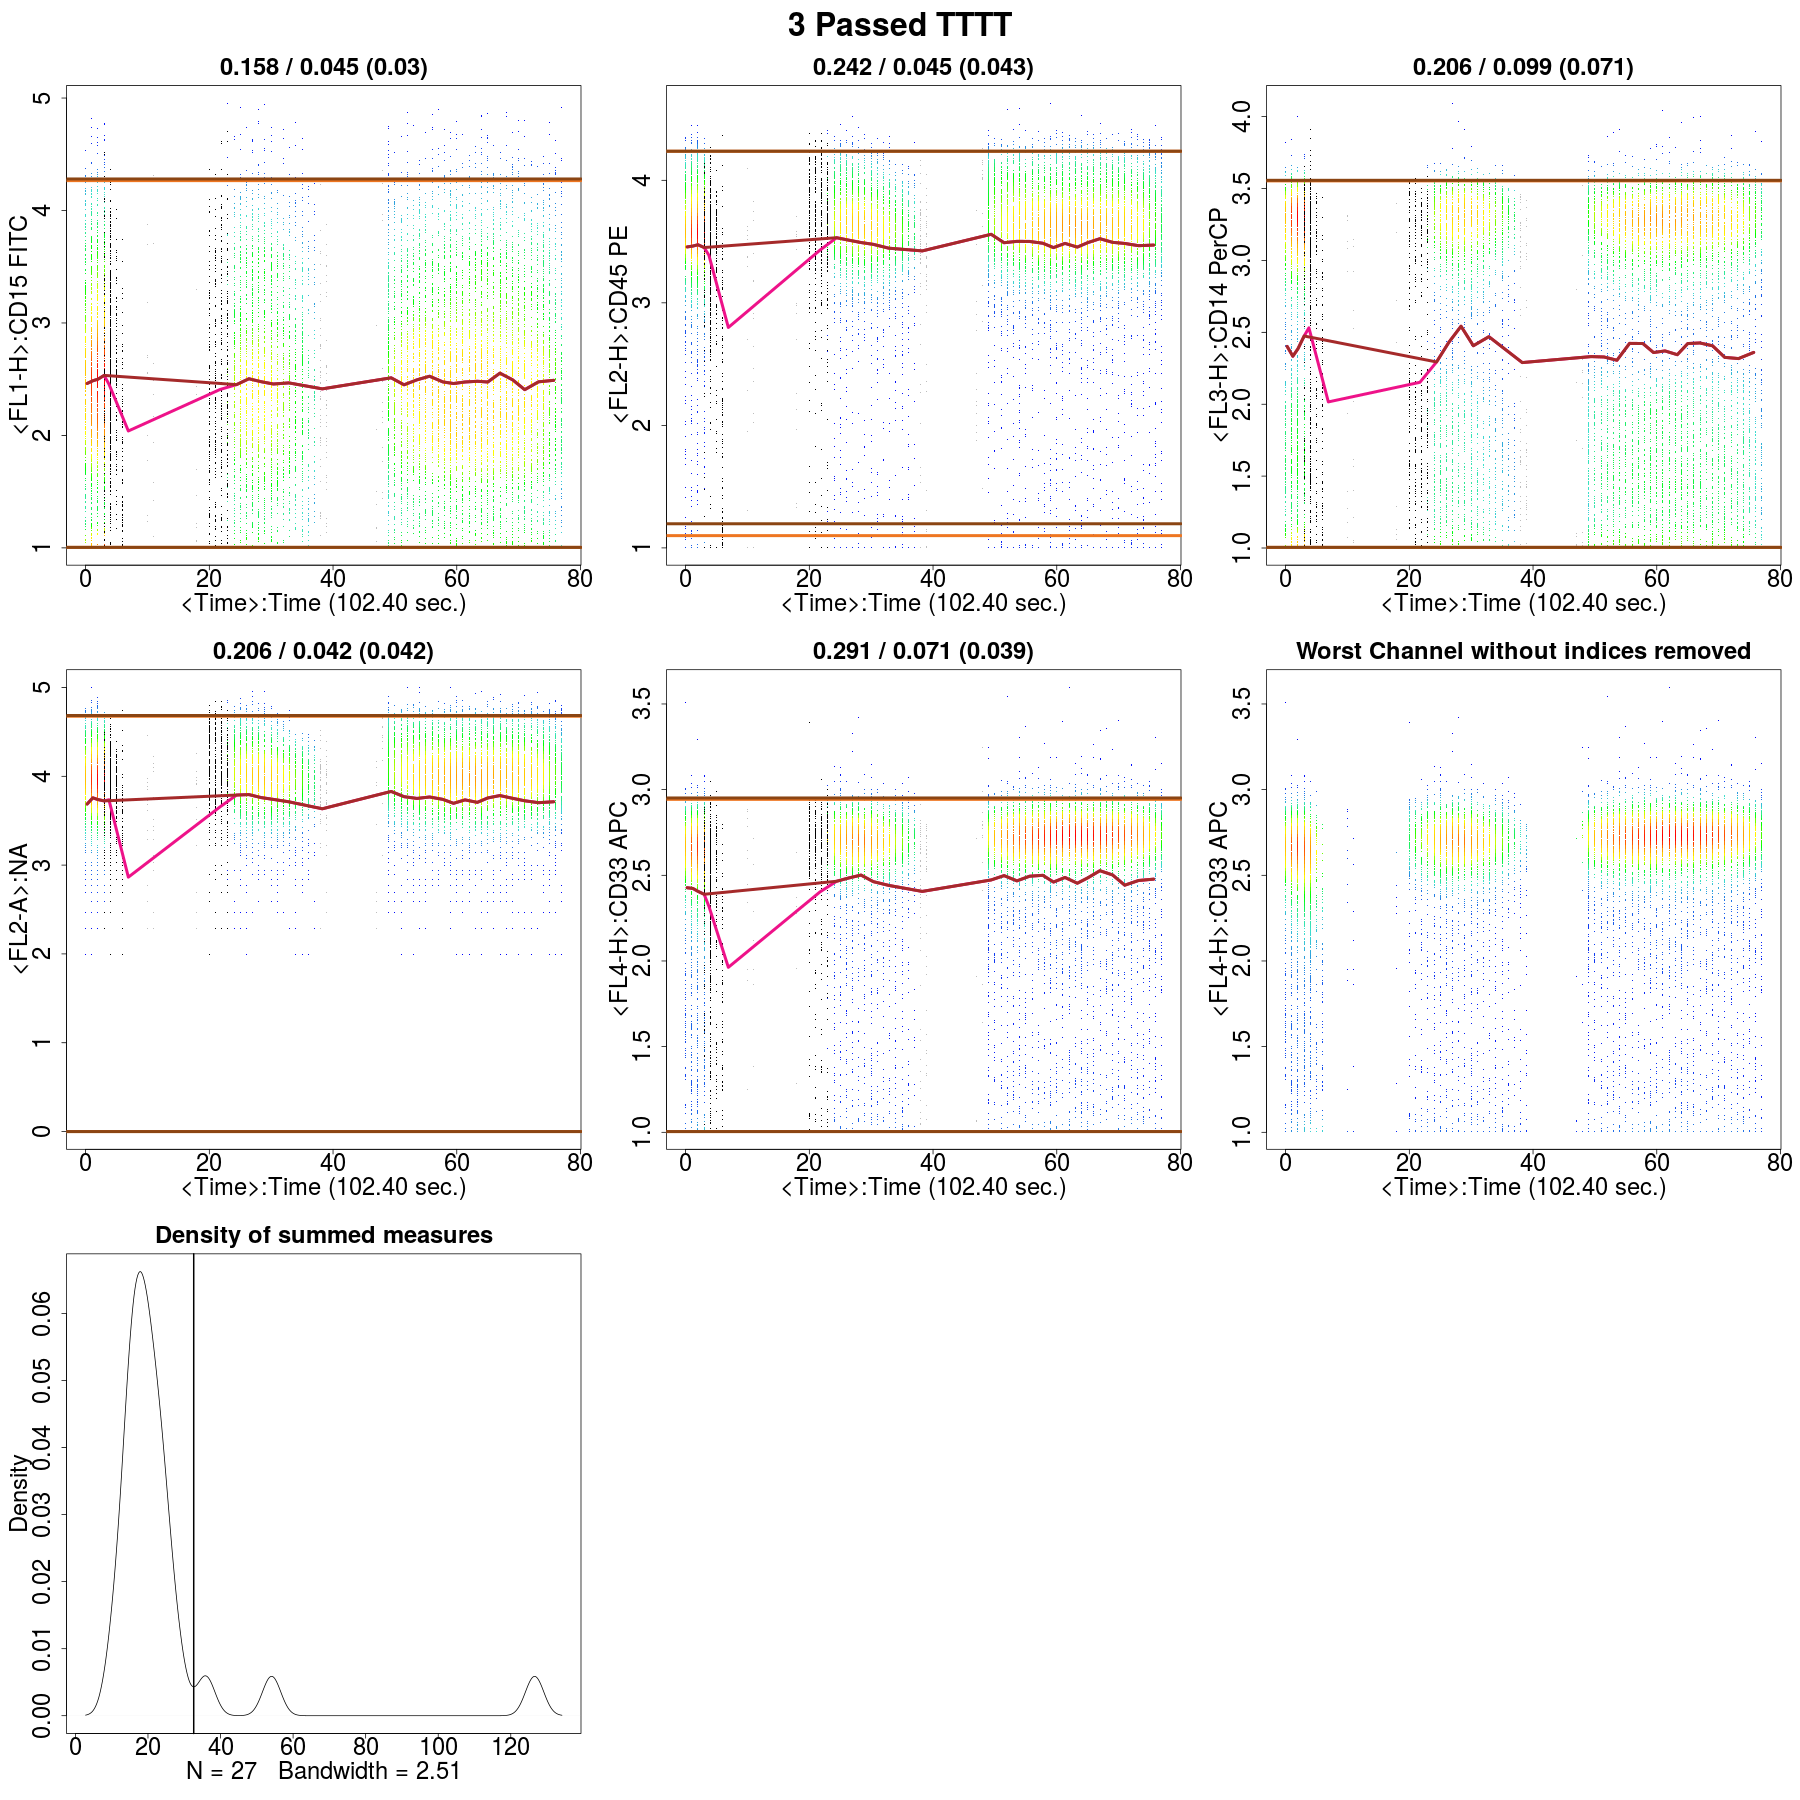 3 Passed TTTT
0.158 / 0.045 (0.03)
<FL1-H>:CD15 FITC
5
4
3
2
1
0 20 40 60 80
<Time>:Time (102.40 sec.)
0.242 / 0.045 (0.043)
<FL2-H>:CD45 PE
4
3
2
1
0 20 40 60 80
<Time>:Time (102.40 sec.)
0.206 / 0.099 (0.071)
<FL3-H>:CD14 PerCP
4.0
3.5
3.0
2.5
2.0
1.5
1.0
0 20 40 60 80
<Time>:Time (102.40 sec.)
0.206 / 0.042 (0.042)
<FL2-A>:NA
5
4
3
2
1
0
0 20 40 60 80
<Time>:Time (102.40 sec.)
0.291 / 0.071 (0.039)
<FL4-H>:CD33 APC
3.5
3.0
2.5
2.0
1.5
1.0
0 20 40 60 80
<Time>:Time (102.40 sec.)
Worst Channel without indices removed
<FL4-H>:CD33 APC
3.5
3.0
2.5
2.0
1.5
1.0
0 20 40 60 80
<Time>:Time (102.40 sec.)
Density of summed measures
Density
0.06
0.05
0.04
0.03
0.02
0.01
0.00
0 20 40 60 80 100 120
N = 27 Bandwidth = 2.51